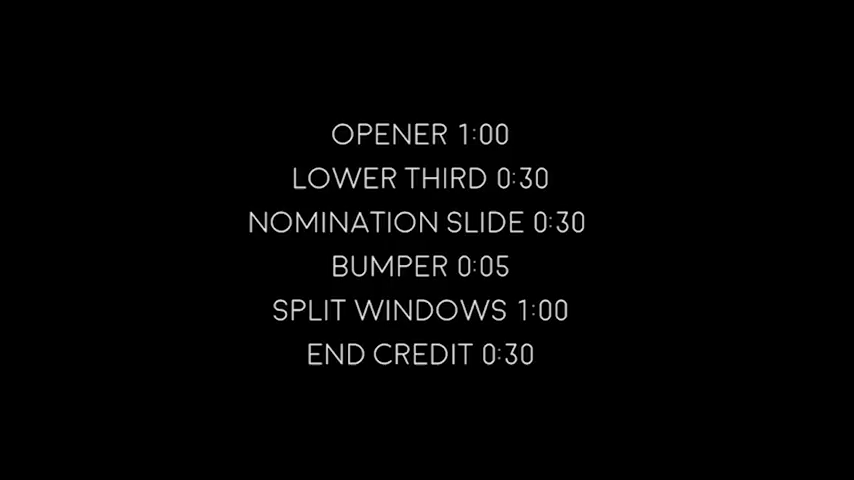 OPENER 1:00
LOWER THIRD 0:30
NOMINATION SLIDE 0:30
BUMPER 0:05
SPLIT WINDOWS 1:00
END CREDIT 0:30